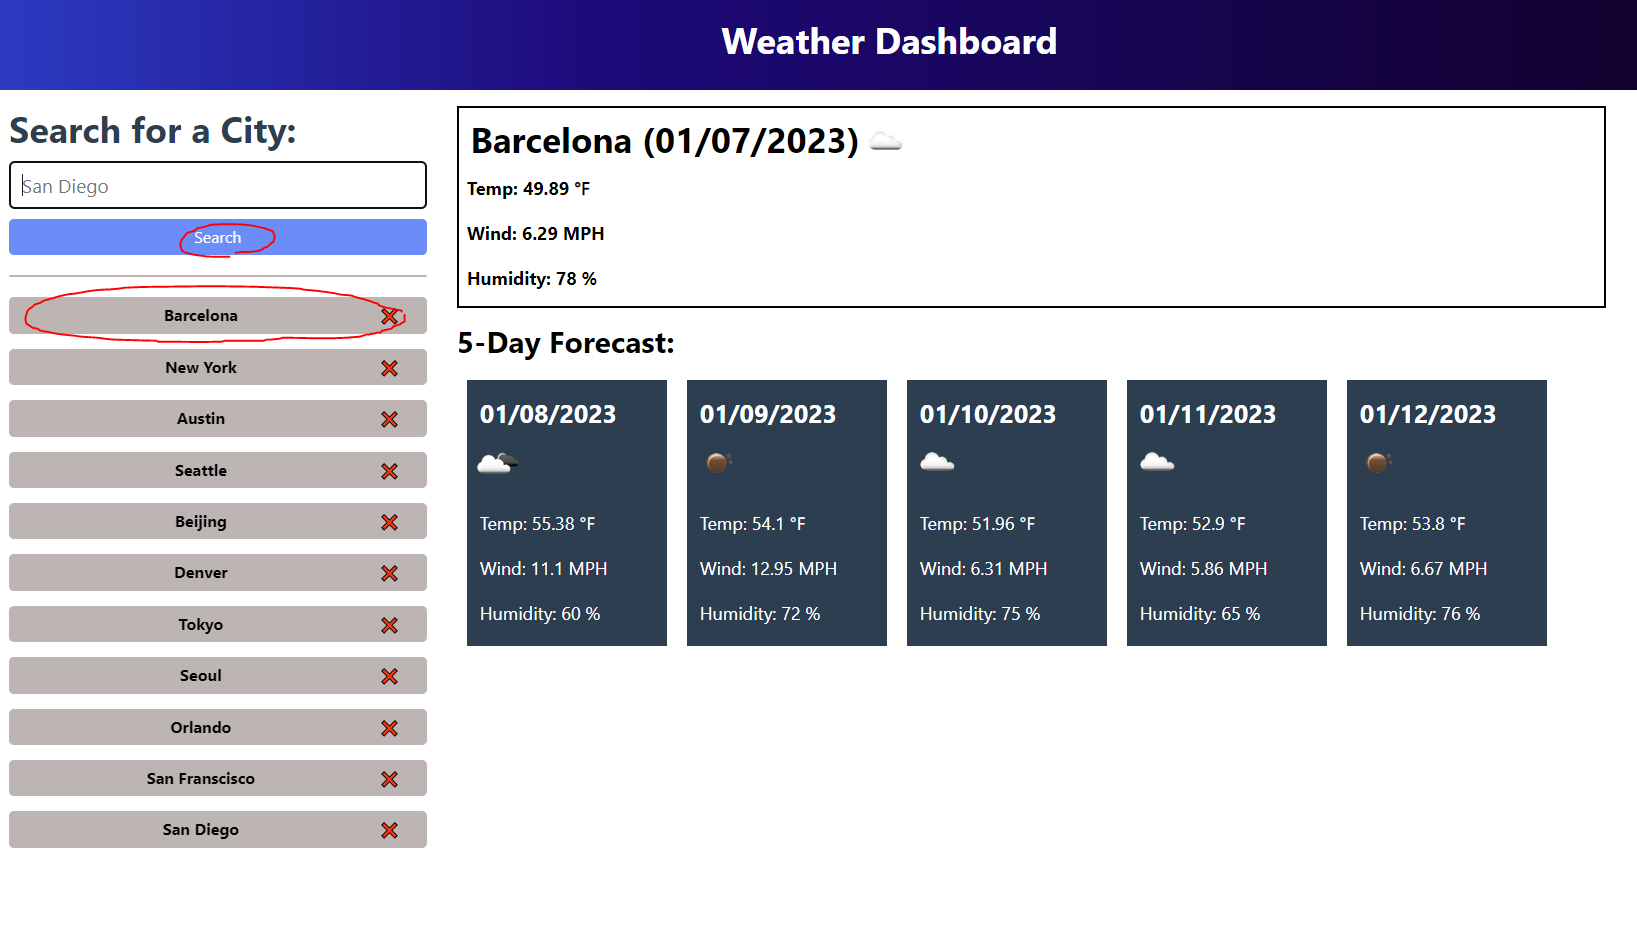 Weather Dashboard
Search for a City:
San Diego
Search
Barcelona
New York
Austin
Seattle
Beijing
Denver
Tokyo
Seoul
Orlando
San Franscisco
San Diego
Barcelona (01/07/2023)
Temp: 49.89 °F
Wind: 6.29 MPH
Humidity: 78 %
5-Day Forecast:
01/08/2023
Temp: 55.38 °F
Wind: 11.1 MPH
Humidity: 60 %
01/09/2023
Temp: 54.1 °F
Wind: 12.95 MPH
Humidity: 72 %
01/10/2023
Temp: 51.96 °F
Wind: 6.31 MPH
Humidity: 75 %
01/11/2023
Temp: 52.9 °F
Wind: 5.86 MPH
Humidity: 65 %
01/12/2023
Temp: 53.8 °F
Wind: 6.67 MPH
Humidity: 76 %